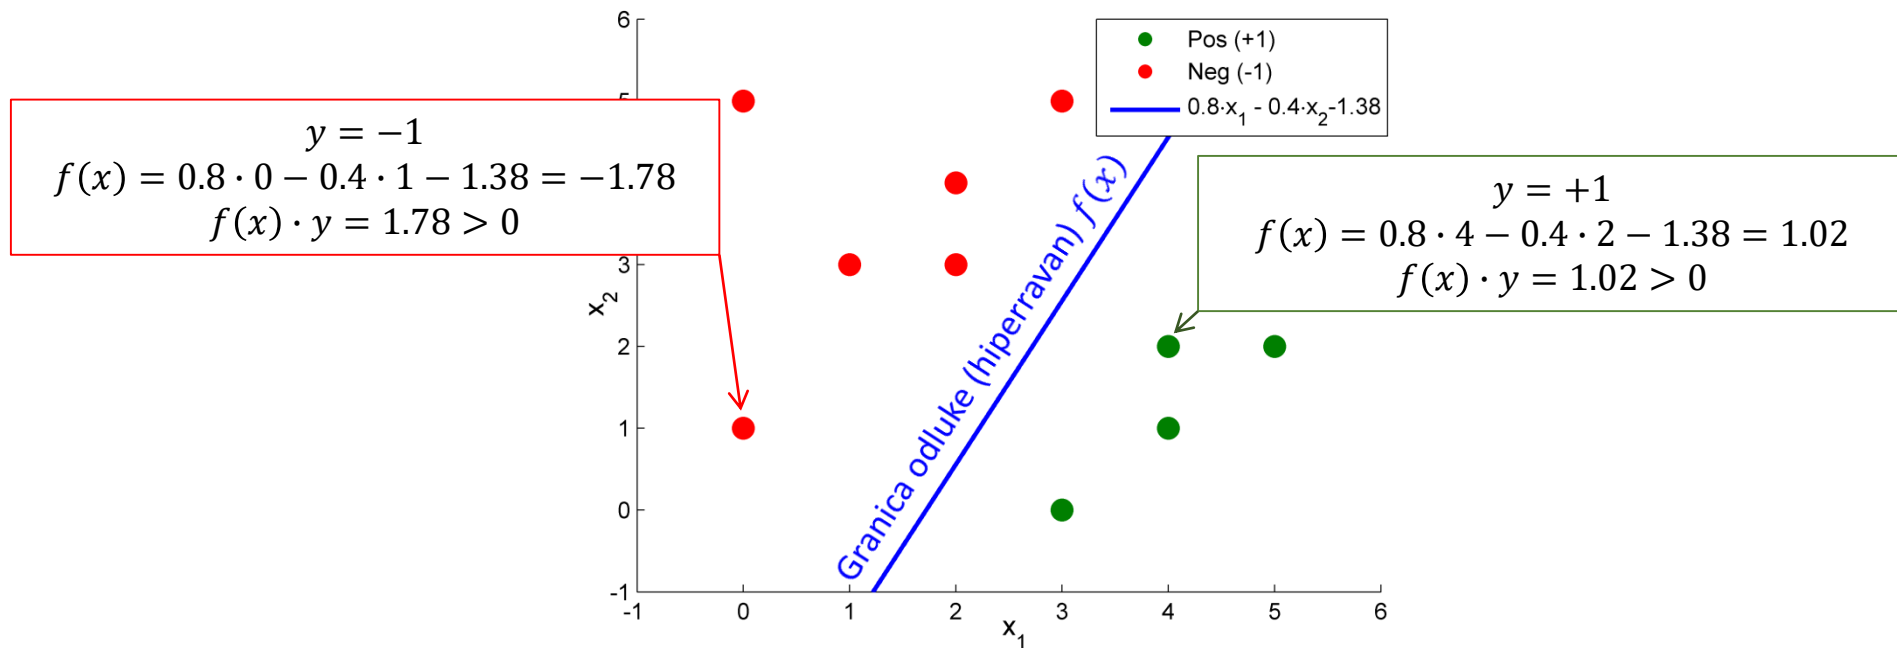 6
Pos (+1)
Neg (-1)
0.8·x₁ - 0.4·x₂-1.38
y = −1
f(x) = 0.8 · 0 − 0.4 · 1 − 1.38 = −1.78
f(x) · y = 1.78 > 0
y = +1
f(x) = 0.8 · 4 − 0.4 · 2 − 1.38 = 1.02
f(x) · y = 1.02 > 0
Granica odluke (hiperravan) f(x)
3
x₂
2
1
0
-1
-1 0 1 2 3 4 5 6
x₁